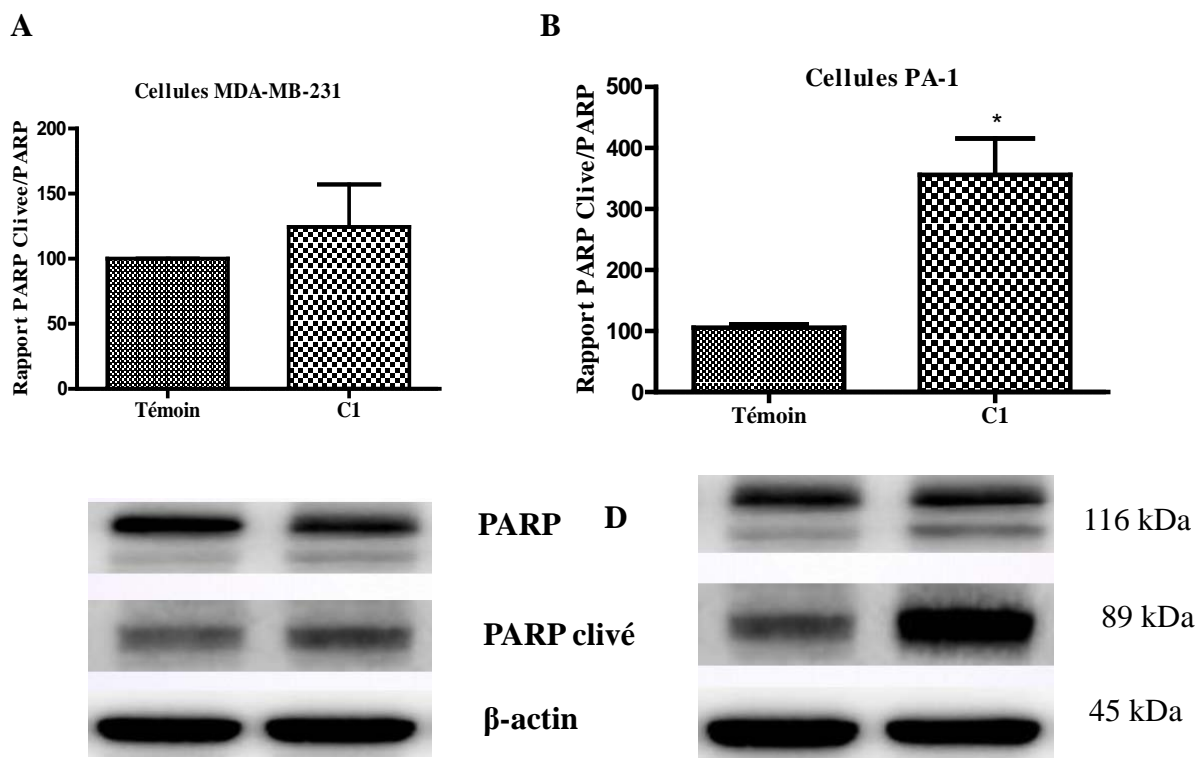 A
B
Cellules MDA-MB-231
Rapport PARP Clivee/PARP
200
150
100
50
0
Témoin
C1
Cellules PA-1
Rapport PARP Clive/PARP
500
400
300
200
100
0
*
Témoin
C1
PARP
D
116 kDa
PARP clivé
89 kDa
β-actin
45 kDa